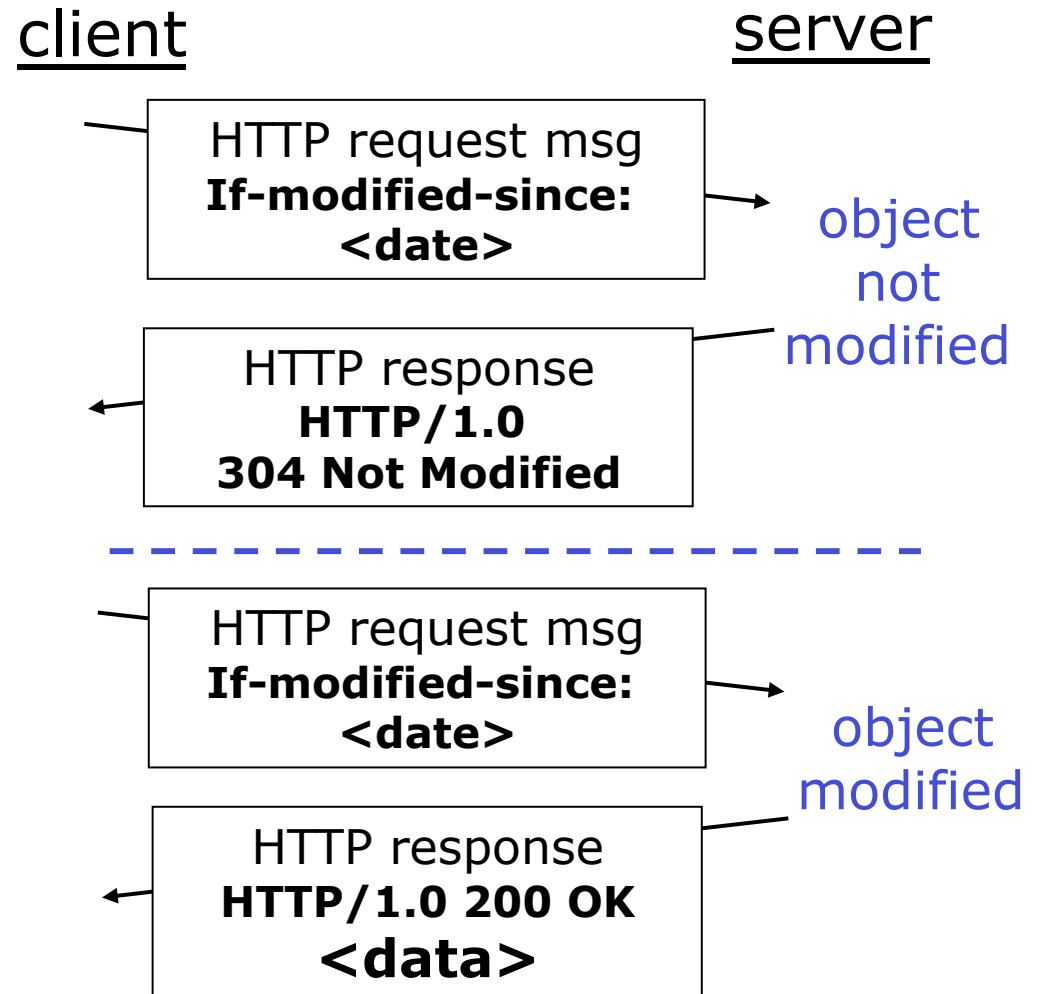 client
server
HTTP request msg
If-modified-since:
<date>
object
not
modified
HTTP response
HTTP/1.0
304 Not Modified
HTTP request msg
If-modified-since:
<date>
object
modified
HTTP response
HTTP/1.0 200 OK
<data>